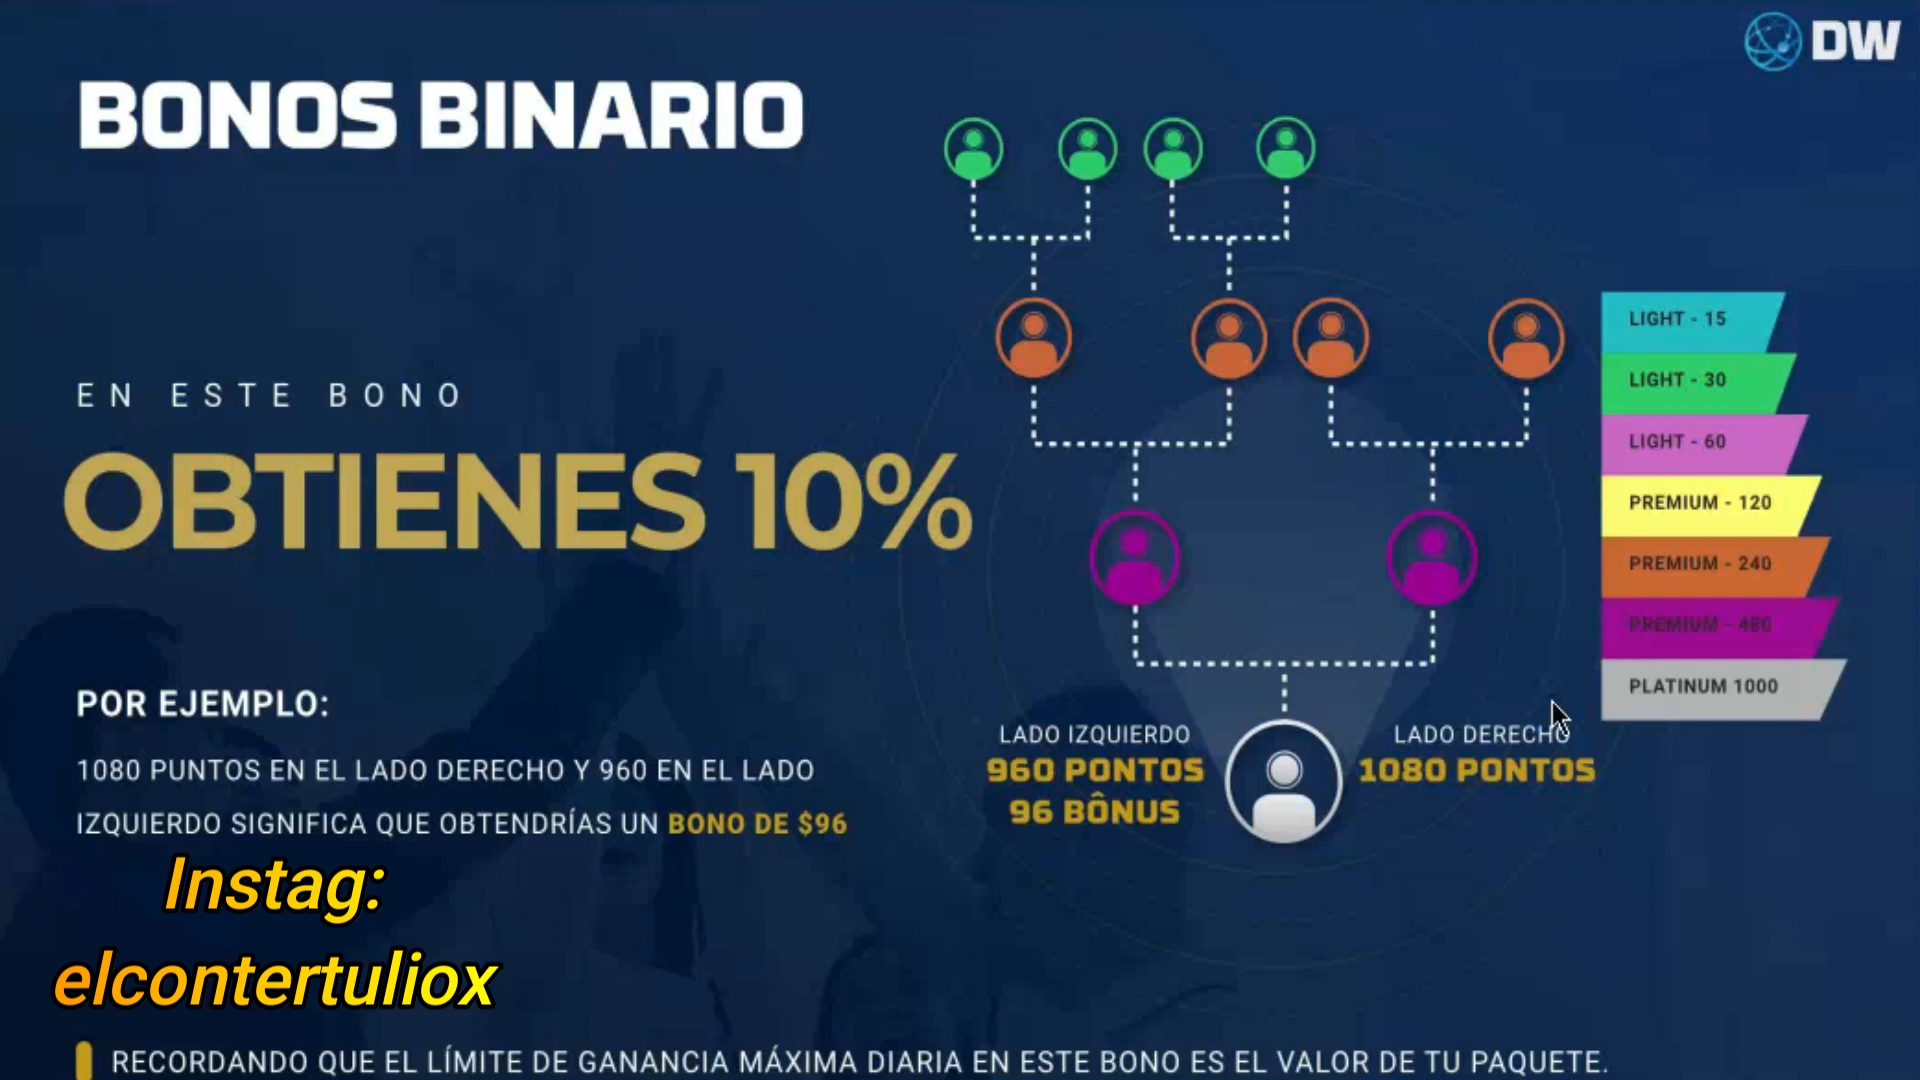 DW
BONOS BINARIO
EN ESTE BONO
OBTIENES 10%
POR EJEMPLO:
1080 PUNTOS EN EL LADO DERECHO Y 960 EN EL LADO
IZQUIERDO SIGNIFICA QUE OBTENDRÍAS UN BONO DE $96
LADO IZQUIERDO
960 PONTOS
96 BÔNUS
LADO DERECHO
1080 PONTOS
LIGHT - 15
LIGHT - 30
LIGHT - 60
PREMIUM - 120
PREMIUM - 240
PREMIUM - 480
PLATINUM 1000
Instag:
elcontertuliox
RECORDANDO QUE EL LÍMITE DE GANANCIA MÁXIMA DIARIA EN ESTE BONO ES EL VALOR DE TU PAQUETE.